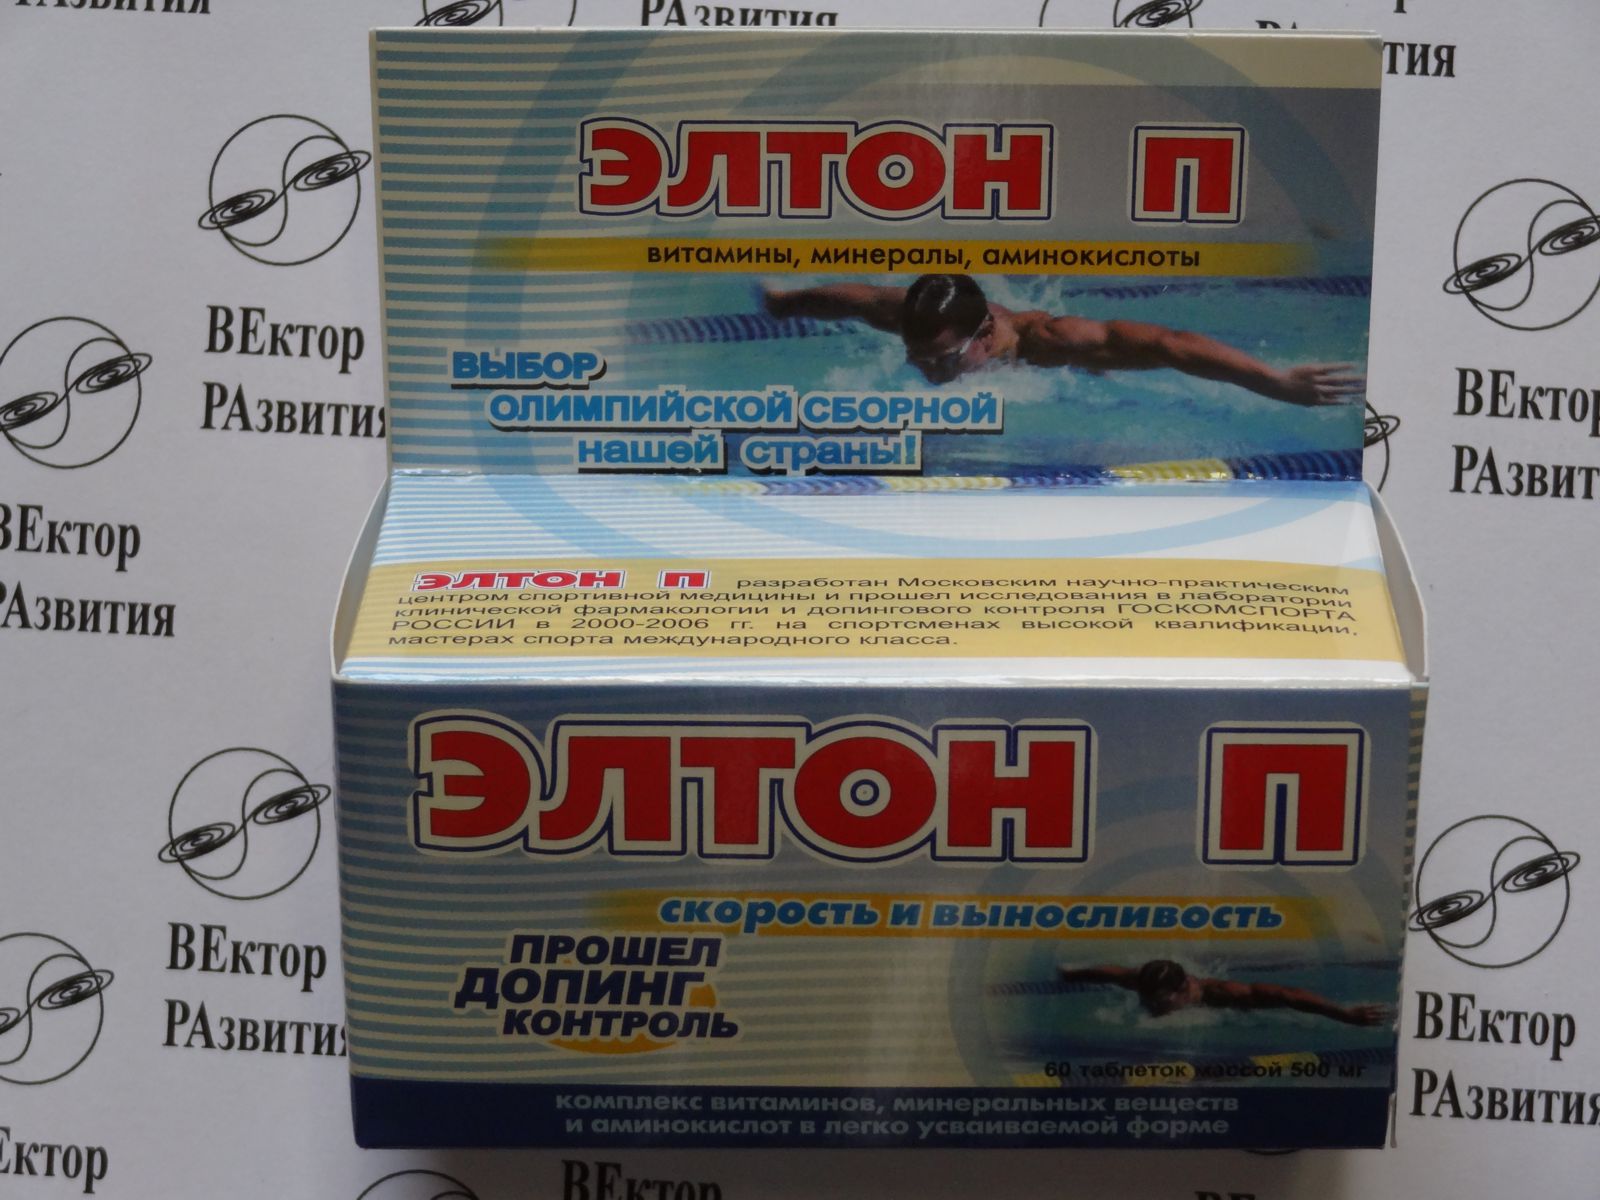 РАзвития
РАзвития
ВЕктор
РАзвития
ВЕктор
РАзвития
ВЕктор
РАзвития
ВЕктор
ВЕктор
ВЕктор
РАзвития
ЭЛТОН П
витамины, минералы, аминокислоты
ВЫБОР
ОЛИМПИЙСКОЙ СБОРНОЙ
нашей страны!
ЭЛТОН П разработан Московским научно-практическим
центром спортивной медицины и прошел исследования в лаборатории
клинической фармакологии и допингового контроля ГОСКОМСПОРТА
РОССИИ в 2000-2006 гг. на спортсменах высокой квалификации,
мастерах спорта международного класса.
ЭЛТОН П
скорость и выносливость
ПРОШЕЛ
ДОПИНГ
КОНТРОЛЬ
60 таблеток массой 500 мг
комплекс витаминов, минеральных веществ
и аминокислот в легко усваиваемой форме